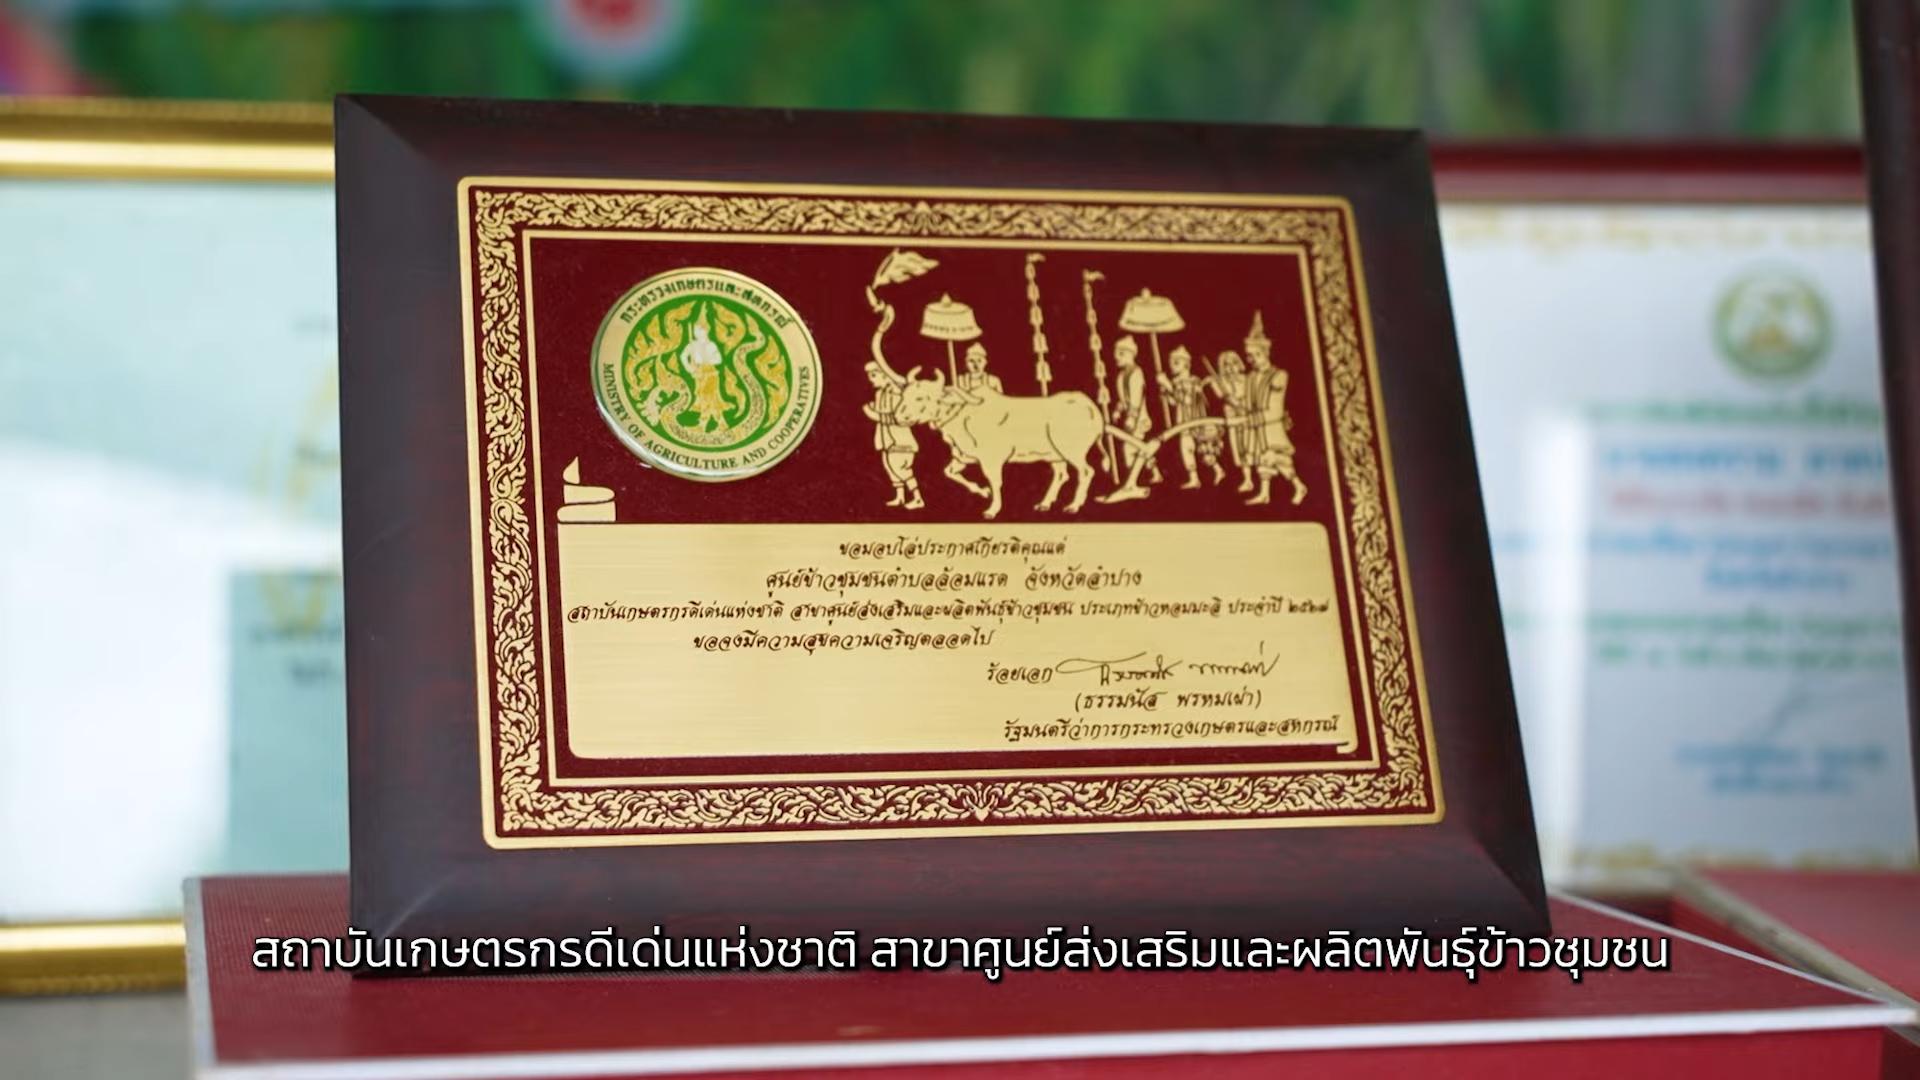 กระทรวงเกษตรและสหกรณ์
MINISTRY OF AGRICULTURE AND COOPERATIVES
ขอมอบโล่ประกาศเกียรติคุณแด่
ศูนย์ข้าวชุมชนตำบลล้อมแรด จังหวัดลำปาง
สถาบันเกษตรกรดีเด่นแห่งชาติ สาขาศูนย์ส่งเสริมและผลิตพันธุ์ข้าวชุมชน ประเภทข้าวหอมมะลิ ประจำปี
ขอจงมีความสุขความเจริญตลอดไป
ร้อยเอก
(ธรรมนัส พรหมเผ่า)
รัฐมนตรีว่าการกระทรวงเกษตรและสหกรณ์
สถาบันเกษตรกรดีเด่นแห่งชาติ สาขาศูนย์ส่งเสริมและผลิตพันธุ์ข้าวชุมชน